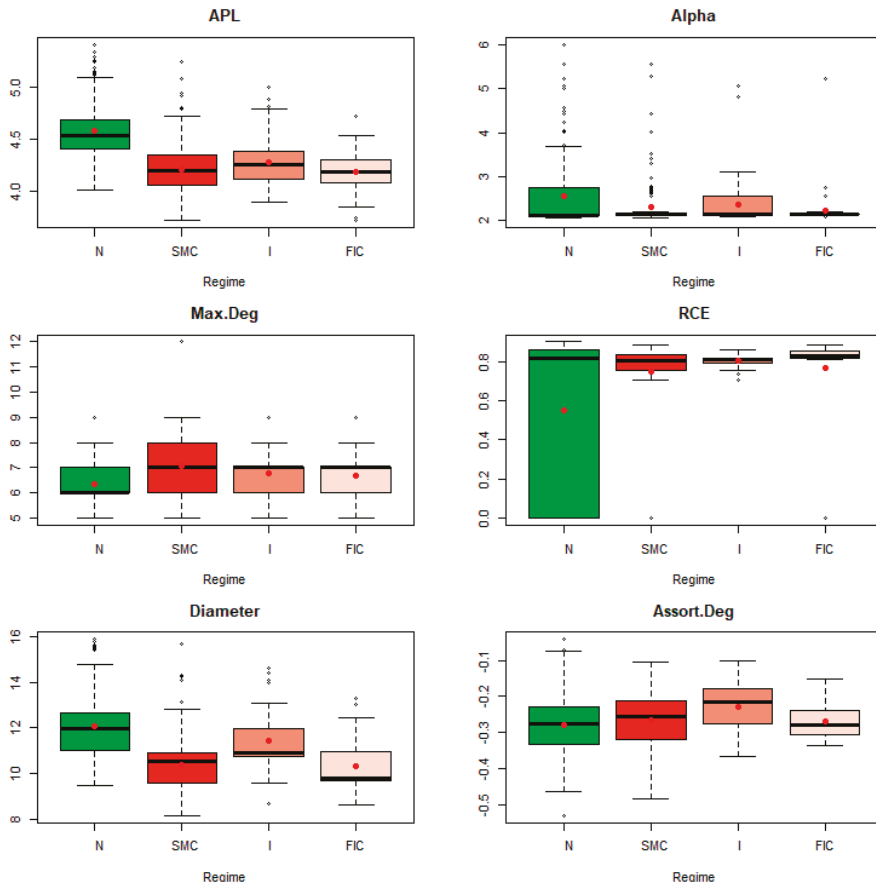 APL
Alpha
5.0
4.5
4.0
6
5
4
3
2
N SMC I FIC
N SMC I FIC
Regime
Regime
Max.Deg
RCE
12
11
10
9
8
7
6
5
0.8
0.6
0.4
0.2
0.0
N SMC I FIC
N SMC I FIC
Regime
Regime
Diameter
Assort.Deg
16
14
12
10
8
-0.1
-0.2
-0.3
-0.4
-0.5
N SMC I FIC
N SMC I FIC
Regime
Regime